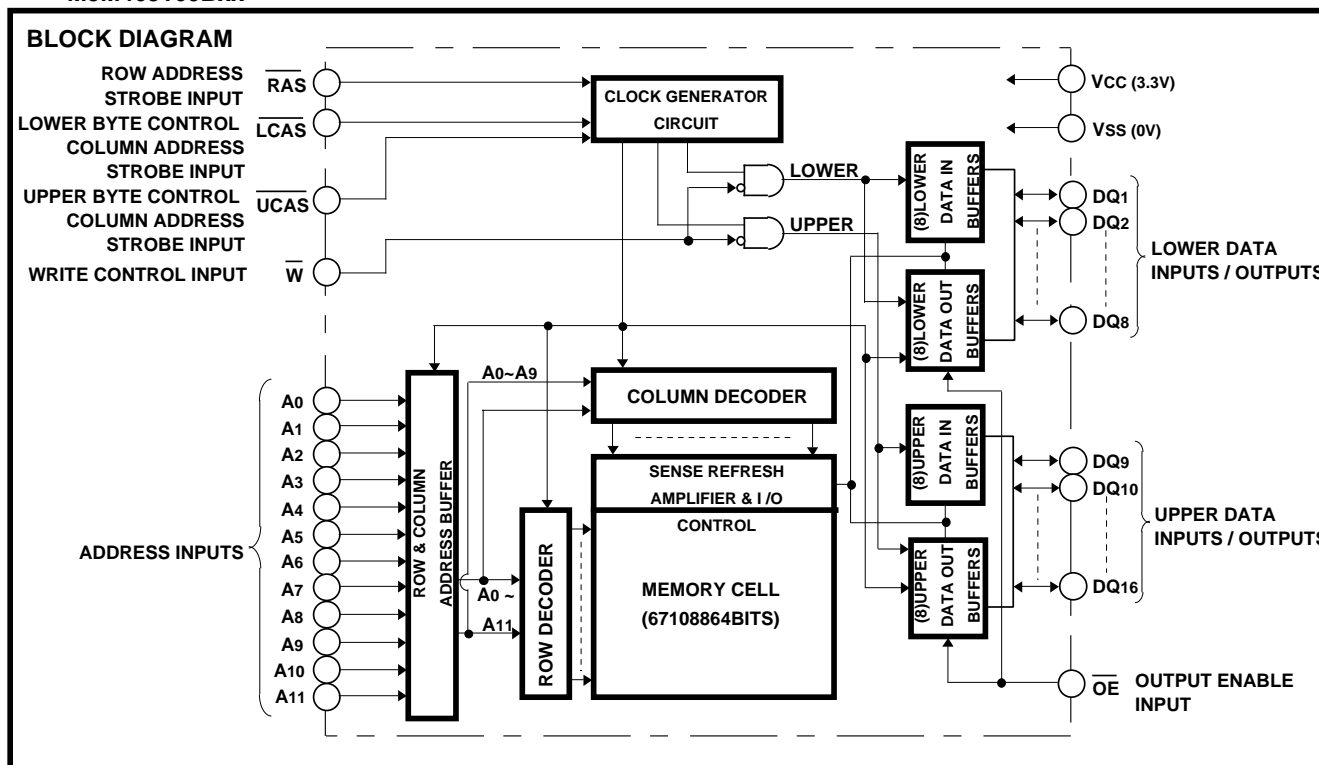 BLOCK DIAGRAM
ROW ADDRESS
STROBE INPUT
RAS
LOWER BYTE CONTROL
COLUMN ADDRESS
STROBE INPUT
LCAS
UPPER BYTE CONTROL
COLUMN ADDRESS
STROBE INPUT
UCAS
WRITE CONTROL INPUT
W
CLOCK GENERATOR
CIRCUIT
VCC (3.3V)
VSS (0V)
LOWER
UPPER
(8)LOWER
DATA IN
BUFFERS
(8)LOWER
DATA OUT
BUFFERS
DQ1
DQ2
DQ8
LOWER DATA
INPUTS / OUTPUTS
ADDRESS INPUTS
A0
A1
A2
A3
A4
A5
A6
A7
A8
A9
A10
A11
ROW & COLUMN
ADDRESS BUFFER
A0~A9
COLUMN DECODER
SENSE REFRESH
AMPLIFIER & I /O
CONTROL
A0 ~
A11
ROW DECODER
MEMORY CELL
(67108864BITS)
(8)UPPER
DATA IN
BUFFERS
(8)UPPER
DATA OUT
BUFFERS
DQ9
DQ10
DQ16
UPPER DATA
INPUTS / OUTPUTS
OE
OUTPUT ENABLE
INPUT